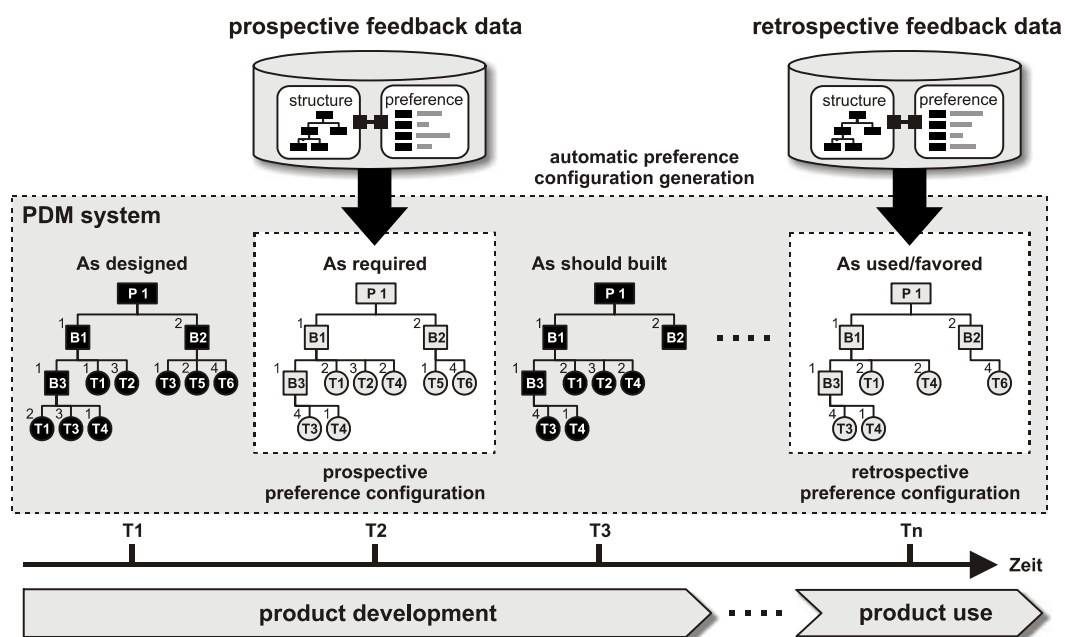 prospective feedback data
retrospective feedback data
structure
preference
structure
preference
automatic preference
configuration generation
PDM system
As designed
P 1
1 B1 2 B2
1 B3 1 T1 3 T2 1 T3 2 T5 4 T6
2 T1 3 T3 1 T4
As required
P 1
1 B1 2 B2
1 B3 2 T1 3 T2 2 T4 1 T5 4 T6
4 T3 1 T4
prospective
preference configuration
As should built
P 1
1 B1 2 B2
1 B3 2 T1 3 T2 2 T4
4 T3 1 T4
As used/favored
P 1
1 B1 2 B2
1 B3 2 T1 2 T4 4 T6
4 T3 1 T4
retrospective
preference configuration
T1
T2
T3
Tn
Zeit
product development
product use